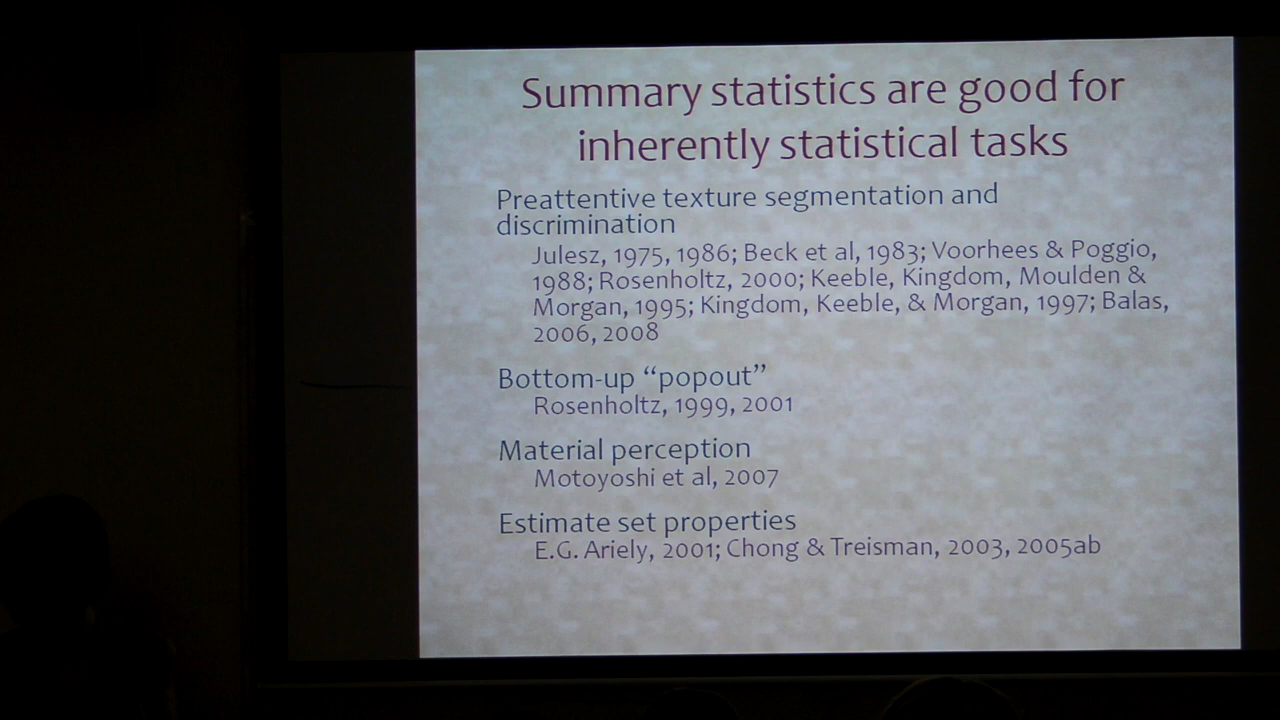 Summary statistics are good for
inherently statistical tasks
Preattentive texture segmentation and
discrimination
Julesz, 1975, 1986; Beck et al, 1983; Voorhees & Poggio,
1988; Rosenholtz, 2000; Keeble, Kingdom, Moulden &
Morgan, 1995; Kingdom, Keeble, & Morgan, 1997; Balas,
2006, 2008
Bottom-up “popout”
Rosenholtz, 1999, 2001
Material perception
Motoyoshi et al, 2007
Estimate set properties
E.G. Ariely, 2001; Chong & Treisman, 2003, 2005ab